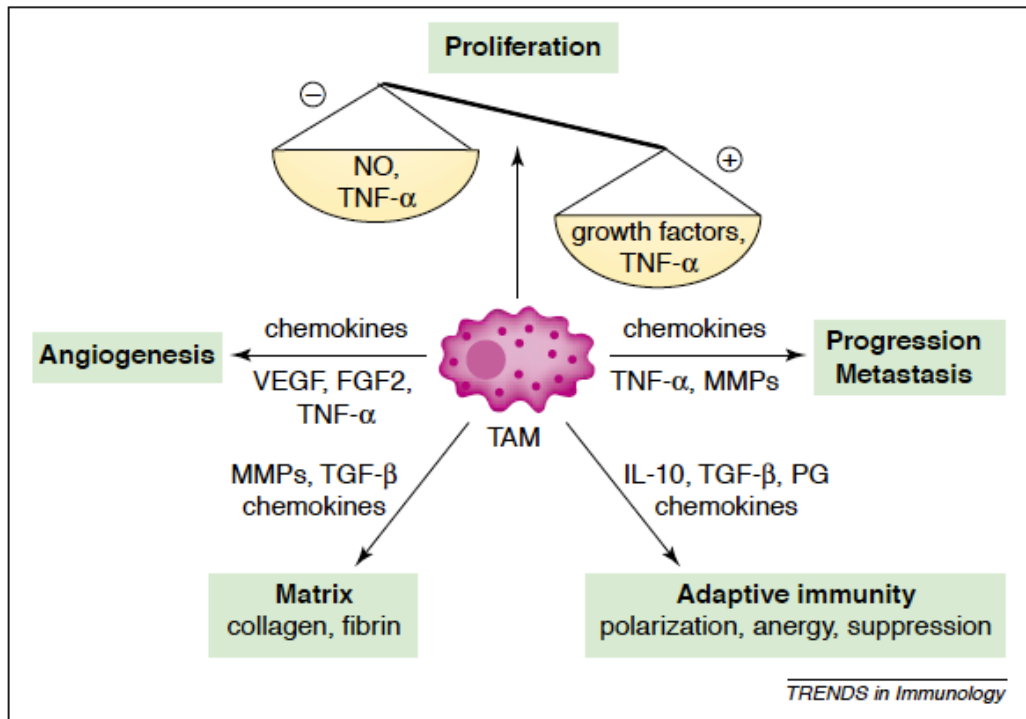 Proliferation
−
+
NO,
TNF-α
growth factors,
TNF-α
chemokines
chemokines
Angiogenesis
Progression
Metastasis
VEGF, FGF2,
TNF-α
TNF-α, MMPs
TAM
MMPs, TGF-β
chemokines
IL-10, TGF-β, PG
chemokines
Matrix
collagen, fibrin
Adaptive immunity
polarization, anergy, suppression
TRENDS in Immunology